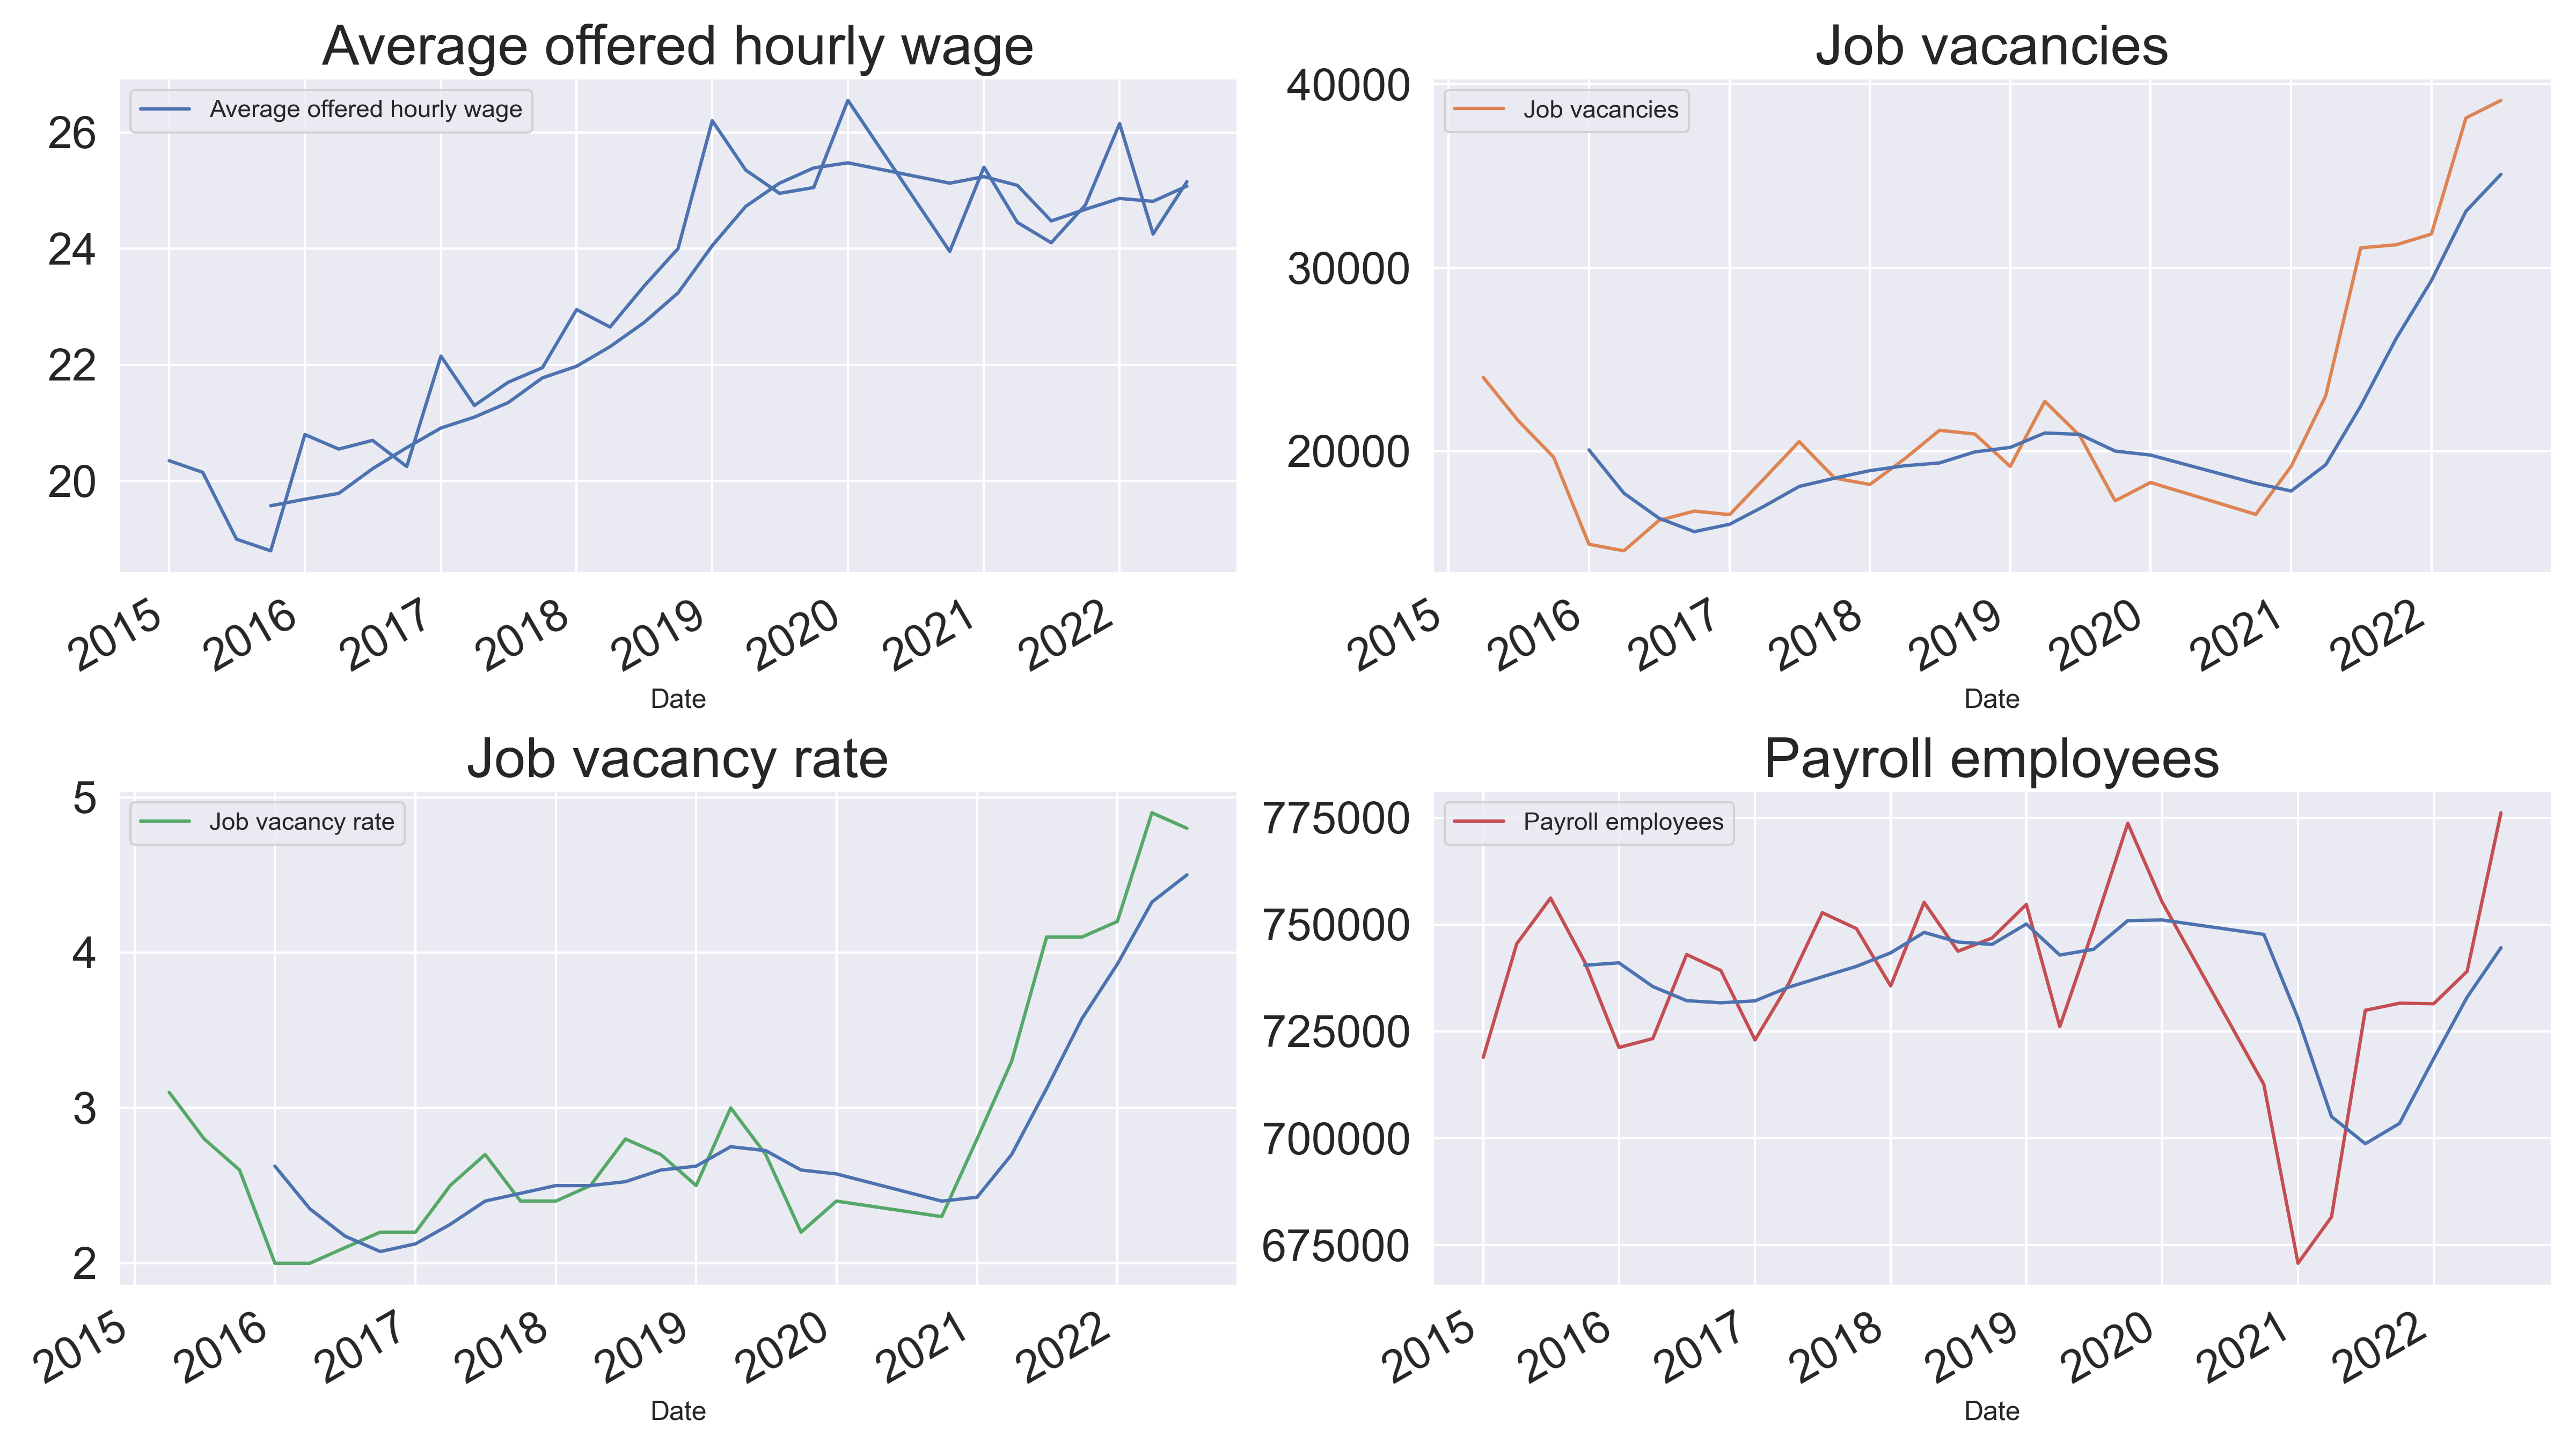 Average offered hourly wage
Average offered hourly wage
26
24
22
20
2015 2016 2017 2018 2019 2020 2021 2022
Date
Job vacancies
Job vacancies
40000
30000
20000
2015 2016 2017 2018 2019 2020 2021 2022
Date
Job vacancy rate
Job vacancy rate
5
4
3
2
2015 2016 2017 2018 2019 2020 2021 2022
Date
Payroll employees
Payroll employees
775000
750000
725000
700000
675000
2015 2016 2017 2018 2019 2020 2021 2022
Date